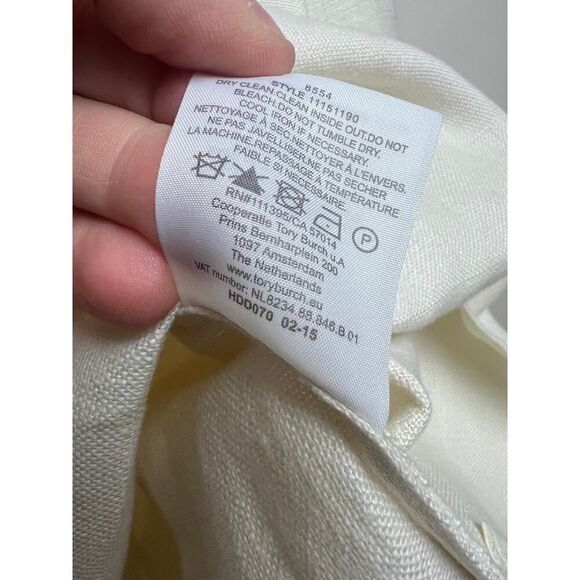 8554
STYLE 11151190
DRY CLEAN.CLEAN INSIDE OUT.DO NOT
BLEACH.DO NOT TUMBLE DRY.
COOL IRON IF NECESSARY.
NETTOYAGE À SEC.NETTOYER À L'ENVERS.
NE PAS JAVELLISER.NE PAS SECHER
LA MACHINE.REPASSAGE À TEMPÉRATURE
FAIBLE SI NECESSAIRE.
P
RN#111395/CA 57014
Cooperatie Tory Burch u.A
Prins Bernharplein 200
1097 Amsterdam
The Netherlands
www.toryburch.eu
VAT number: NL8234.88.846.B.01
HDD070 02-15